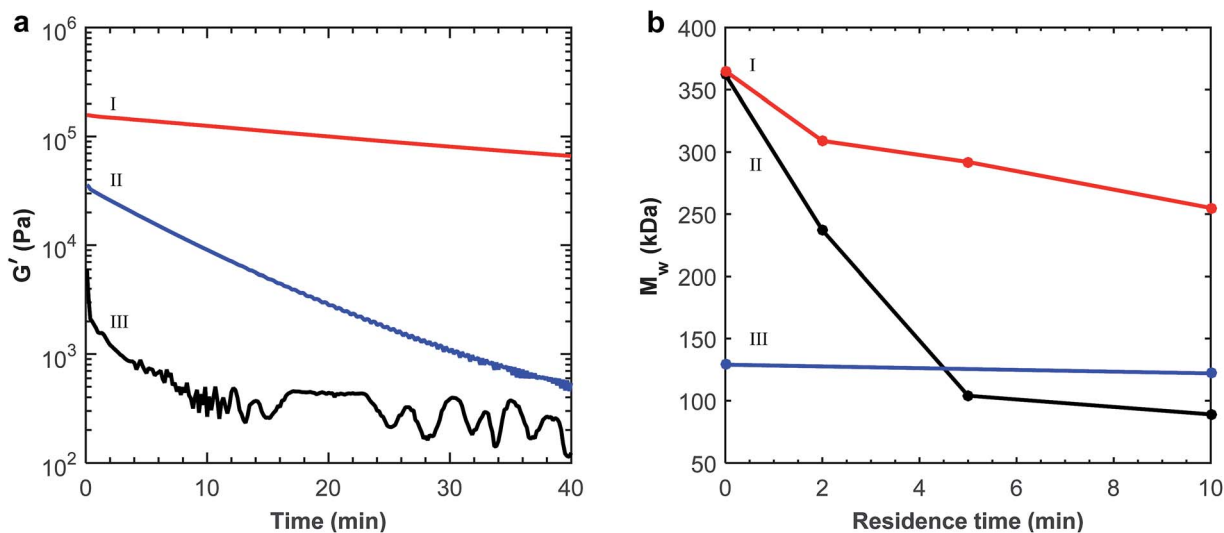 a
10^6
10^5
10^4
10^3
10^2
G′ (Pa)
I
II
III
0 10 20 30 40
Time (min)
b
400
350
300
250
200
150
100
50
M_w (kDa)
I
II
III
0 2 4 6 8 10
Residence time (min)